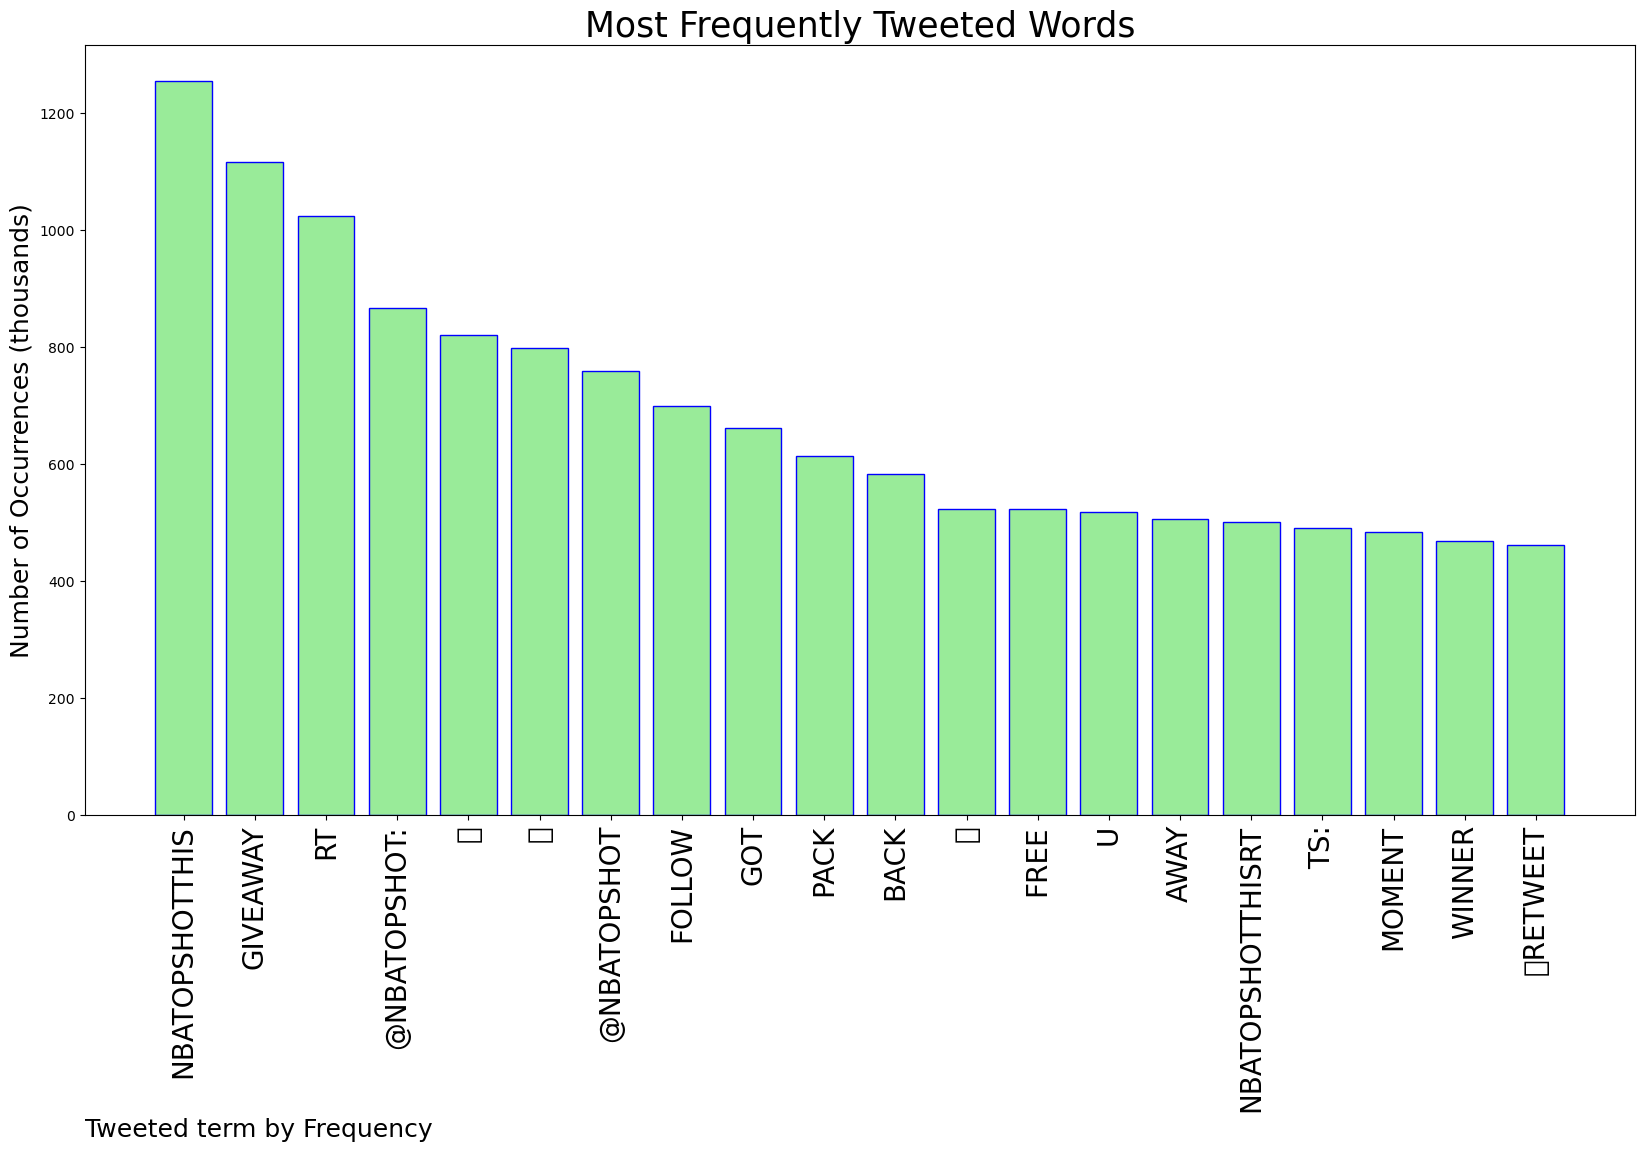 Most Frequently Tweeted Words
Number of Occurrences (thousands)
1200
1000
800
600
400
200
0
NBATOPSHOTTHIS
GIVEAWAY
RT
@NBATOPSHOT:
▯
▯
@NBATOPSHOT
FOLLOW
GOT
PACK
BACK
▯
FREE
U
AWAY
NBATOPSHOTTHISRT
TS:
MOMENT
WINNER
▯RETWEET
Tweeted term by Frequency